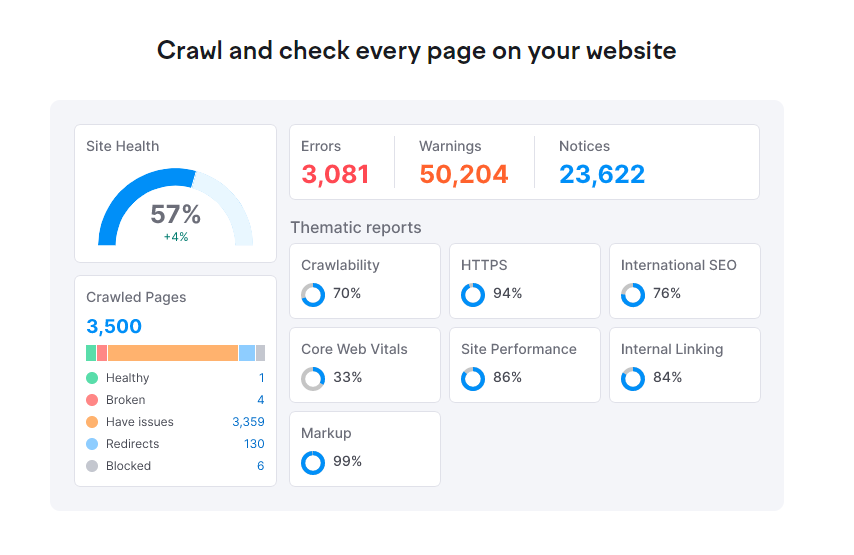 Crawl and check every page on your website
Site Health
57%
+4%
Errors
3,081
Warnings
50,204
Notices
23,622
Crawled Pages
3,500
Healthy 1
Broken 4
Have issues 3,359
Redirects 130
Blocked 6
Thematic reports
Crawlability
70%
HTTPS
94%
International SEO
76%
Core Web Vitals
33%
Site Performance
86%
Internal Linking
84%
Markup
99%